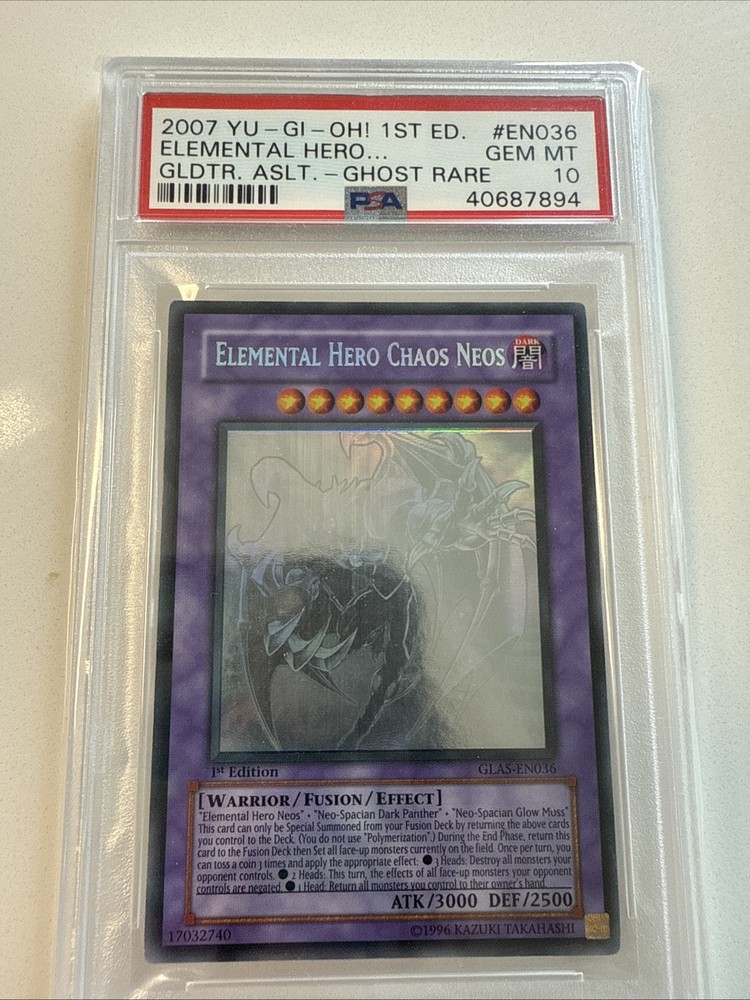 2007 YU-GI-OH! 1ST ED. #EN036
ELEMENTAL HERO... GEM MT
GLDTR. ASLT.-GHOST RARE 10
PSA 40687894
ELEMENTAL HERO CHAOS NEOS
DARK
闇
1st Edition GLAS-EN036
[WARRIOR/FUSION/EFFECT]
"Elemental Hero Neos" • "Neo-Spacian Dark Panther" • "Neo-Spacian Glow Moss"
This card can only be Special Summoned from your Fusion Deck by returning the above cards
you control to the Deck. (You do not use "Polymerization".) During the End Phase, return this
card to the Fusion Deck then Set all face-up monsters currently on the field. Once per turn, you
can toss a coin 3 times and apply the appropriate effect: ● 3 Heads: Destroy all monsters your
opponent controls. ● 2 Heads: This turn, the effects of all face-up monsters your opponent
controls are negated. ● 1 Head: Return all monsters you control to their owner's hand.
ATK/3000 DEF/2500
17032740 ©1996 KAZUKI TAKAHASHI